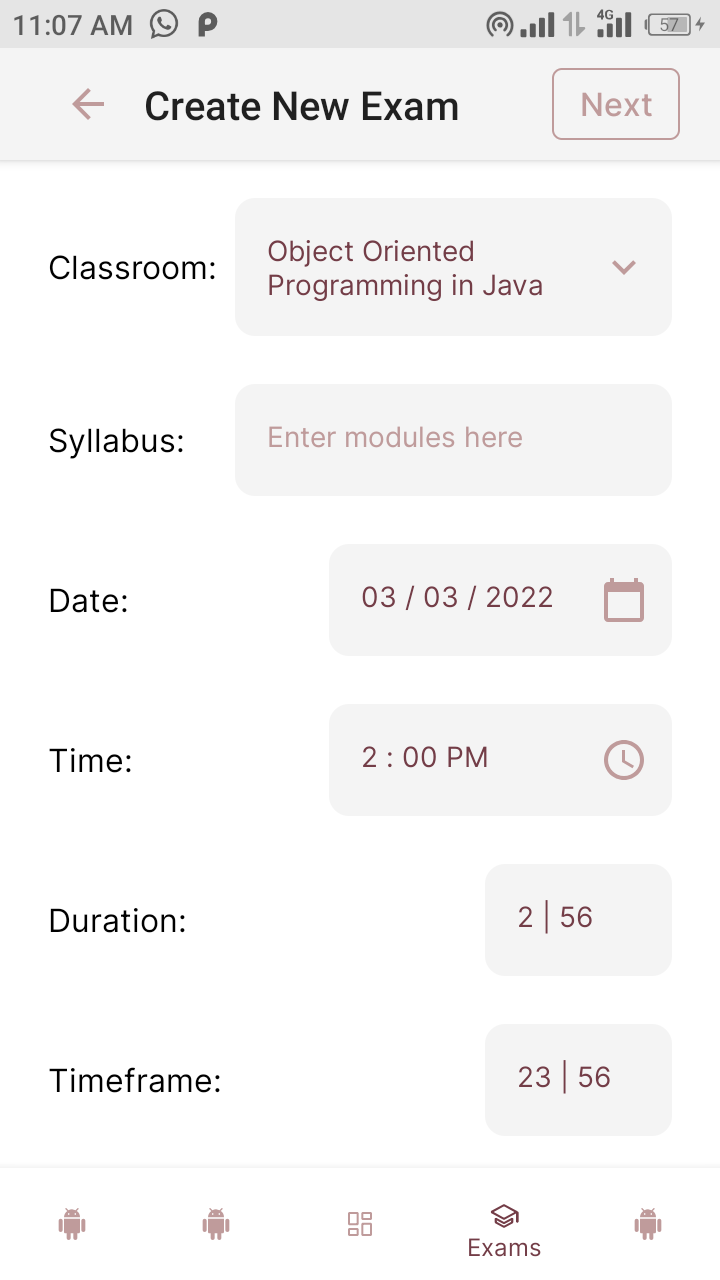 11:07 AM 4G 57
Create New Exam Next
Classroom: Object Oriented
Programming in Java
Syllabus: Enter modules here
Date: 03 / 03 / 2022
Time: 2 : 00 PM
Duration: 2 | 56
Timeframe: 23 | 56
Exams